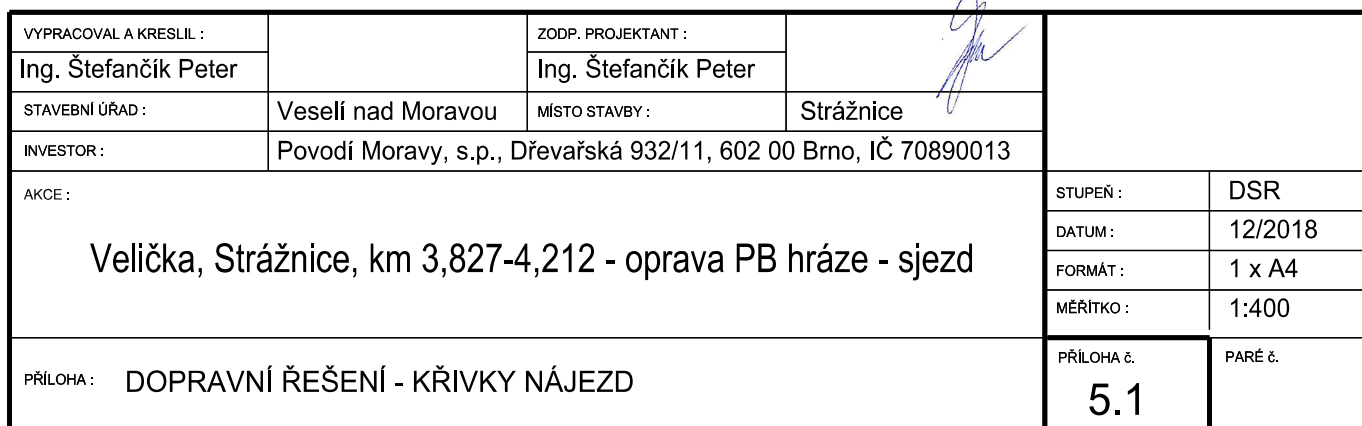 VYPRACOVAL A KRESLIL :
ZODP. PROJEKTANT :
Ing. Štefančík Peter
Ing. Štefančík Peter
STAVEBNÍ ÚŘAD :
Veselí nad Moravou
MÍSTO STAVBY :
Strážnice
INVESTOR :
Povodí Moravy, s.p., Dřevařská 932/11, 602 00 Brno, IČ 70890013
AKCE :
Velička, Strážnice, km 3,827-4,212 - oprava PB hráze - sjezd
STUPEŇ :
DSR
DATUM :
12/2018
FORMÁT :
1 x A4
MĚŘÍTKO :
1:400
PŘÍLOHA :
DOPRAVNÍ ŘEŠENÍ - KŘIVKY NÁJEZD
PŘÍLOHA č.
5.1
PARÉ č.